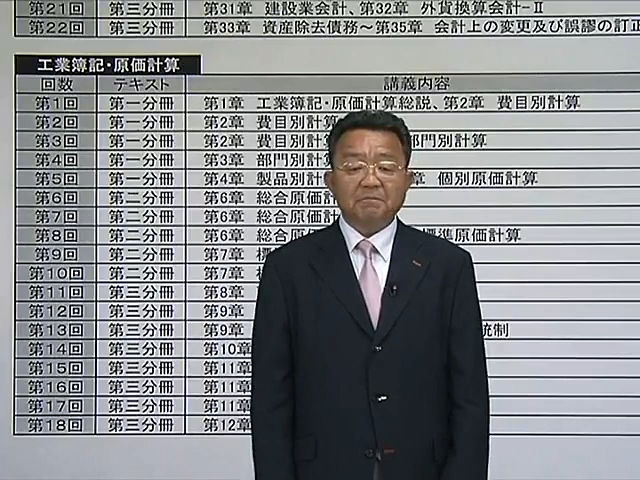 第21回 第三分冊 第31章 建設業会計、第32章 外貨換算会計-Ⅱ
第22回 第三分冊 第33章 資産除去債務～第35章 会計上の変更及び誤謬の訂正
工業簿記・原価計算
回数 テキスト 講義内容
第1回 第一分冊 第1章 工業簿記・原価計算総説、第2章 費目別計算
第2回 第一分冊 第2章 費目別計算
第3回 第一分冊 第2章 費目別計 部門別計算
第4回 第一分冊 第3章 部門別計
第5回 第一分冊 第4章 製品別計 章 個別原価計算
第6回 第二分冊 第6章 総合原価計
第7回 第二分冊 第6章 総合原価計
第8回 第二分冊 第6章 総合原価 標準原価計算
第9回 第二分冊 第7章 標
第10回 第二分冊 第7章
第11回 第三分冊 第8章
第12回 第三分冊 第9章
第13回 第三分冊 第9章 統制
第14回 第三分冊 第10章
第15回 第三分冊 第11章
第16回 第三分冊 第11章
第17回 第三分冊 第11章
第18回 第三分冊 第12章